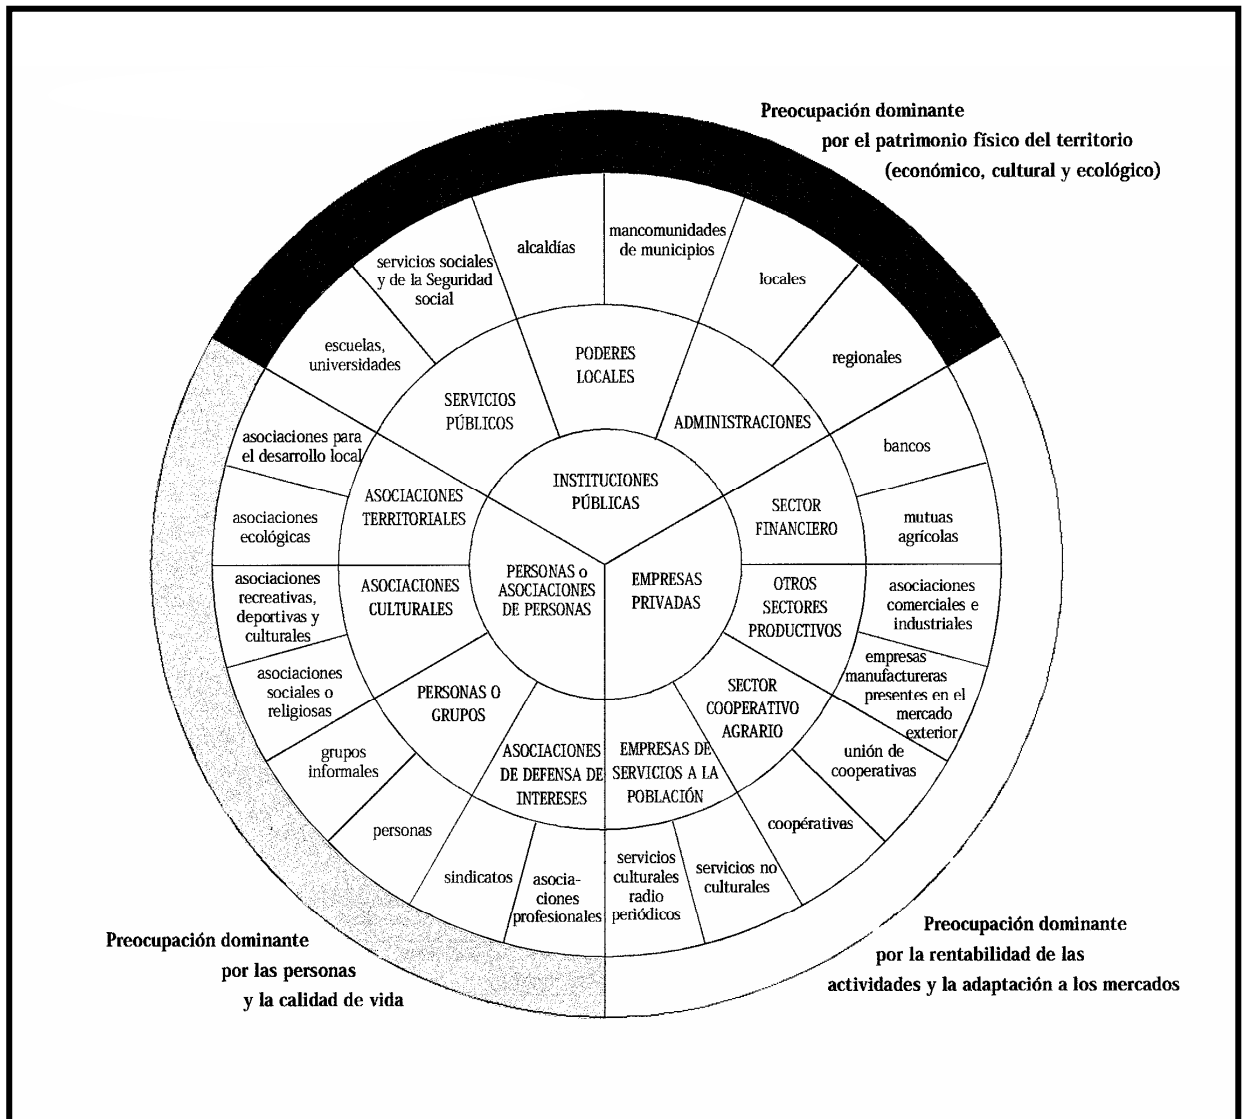 Preocupación dominante
por el patrimonio físico del territorio
(económico, cultural y ecológico)
alcaldías
mancomunidades
de municipios
servicios sociales
y de la Seguridad
social
locales
escuelas,
universidades
regionales
PODERES
LOCALES
SERVICIOS
PÚBLICOS
ADMINISTRACIONES
INSTITUCIONES
PÚBLICAS
asociaciones para
el desarrollo local
asociaciones
ecológicas
ASOCIACIONES
TERRITORIALES
bancos
mutuas
agrícolas
SECTOR
FINANCIERO
asociaciones
recreativas,
deportivas y
culturales
asociaciones
sociales o
religiosas
ASOCIACIONES
CULTURALES
PERSONAS o
ASOCIACIONES
DE PERSONAS
EMPRESAS
PRIVADAS
OTROS
SECTORES
PRODUCTIVOS
asociaciones
comerciales e
industriales
empresas
manufactureras
presentes en el
mercado
exterior
PERSONAS O
GRUPOS
SECTOR
COOPERATIVO
AGRARIO
grupos
informales
personas
ASOCIACIONES
DE DEFENSA DE
INTERESES
EMPRESAS DE
SERVICIOS A LA
POBLACIÓN
unión de
cooperativas
coopérativas
sindicatos
asocia-
ciones
profesionales
servicios
culturales
radio
periódicos
servicios no
culturales
Preocupación dominante
por las personas
y la calidad de vida
Preocupación dominante
por la rentabilidad de las
actividades y la adaptación a los mercados